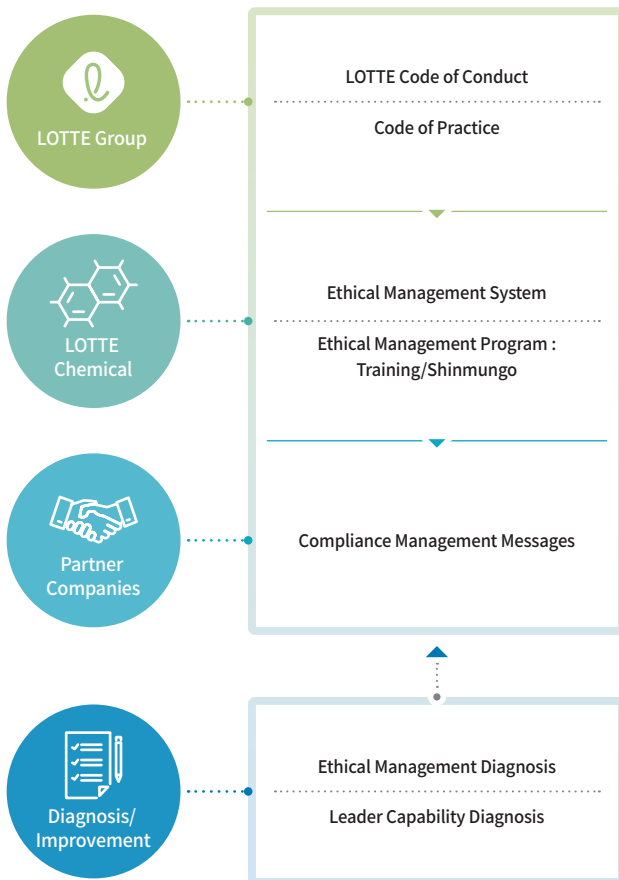 LOTTE Group
LOTTE Code of Conduct
Code of Practice
LOTTE
Chemical
Ethical Management System
Ethical Management Program :
Training/Shinmungo
Partner
Companies
Compliance Management Messages
Diagnosis/
Improvement
Ethical Management Diagnosis
Leader Capability Diagnosis